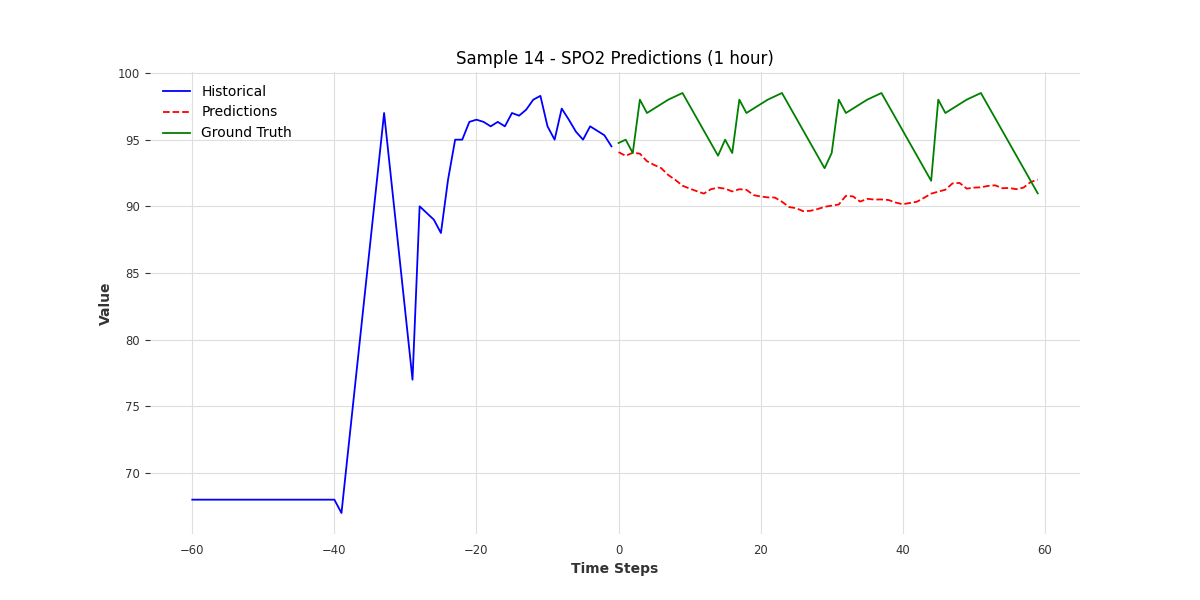 Sample 14 - SPO2 Predictions (1 hour)
Historical
Predictions
Ground Truth
Value
100
95
90
85
80
75
70
−60
−40
−20
0
20
40
60
Time Steps